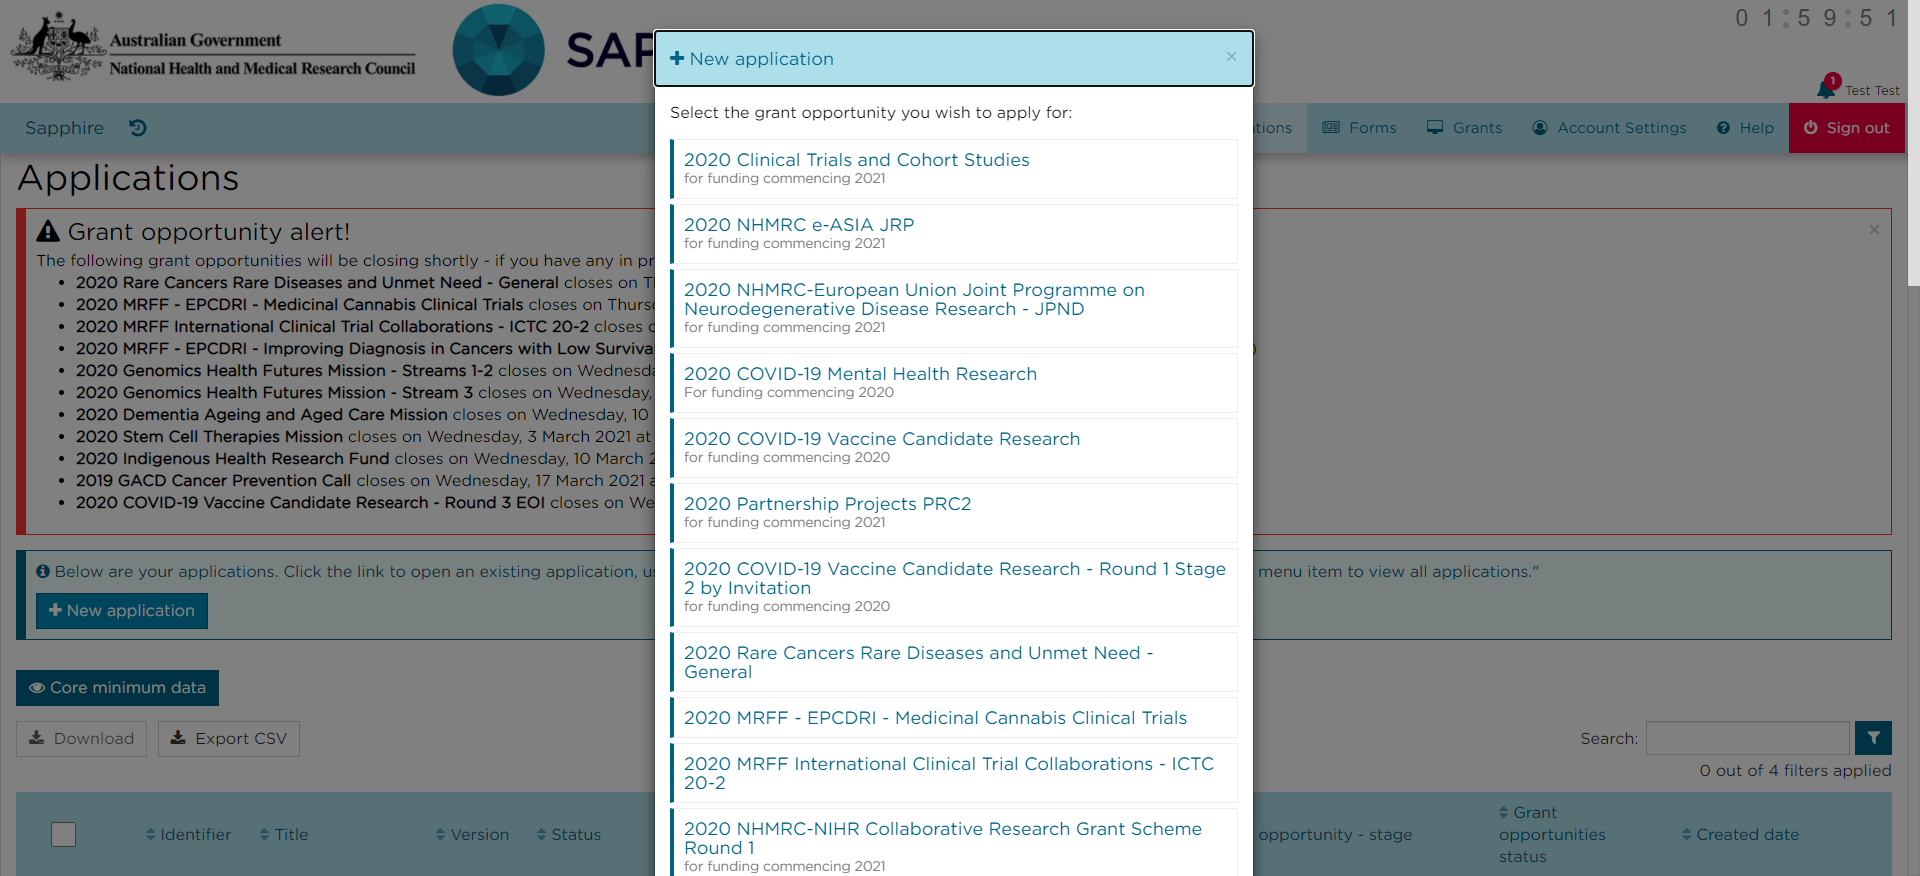 Australian Government
National Health and Medical Research Council
SAP
01:59:51
1
Test Test
Sapphire
tions
Forms
Grants
Account Settings
Help
Sign out
Applications
Grant opportunity alert!
×
The following grant opportunities will be closing shortly - if you have any in pr
• 2020 Rare Cancers Rare Diseases and Unmet Need - General closes on T
• 2020 MRFF - EPCDRI - Medicinal Cannabis Clinical Trials closes on Thurs
• 2020 MRFF International Clinical Trial Collaborations - ICTC 20-2 closes
• 2020 MRFF - EPCDRI - Improving Diagnosis in Cancers with Low Surviva
)
• 2020 Genomics Health Futures Mission - Streams 1-2 closes on Wednesd
• 2020 Genomics Health Futures Mission - Stream 3 closes on Wednesday,
• 2020 Dementia Ageing and Aged Care Mission closes on Wednesday, 10
• 2020 Stem Cell Therapies Mission closes on Wednesday, 3 March 2021 at
• 2020 Indigenous Health Research Fund closes on Wednesday, 10 March 2
• 2019 GACD Cancer Prevention Call closes on Wednesday, 17 March 2021
• 2020 COVID-19 Vaccine Candidate Research - Round 3 EOI closes on We
Below are your applications. Click the link to open an existing application, u
menu item to view all applications."
+ New application
Core minimum data
Download
Export CSV
Search:
0 out of 4 filters applied
Identifier
Title
Version
Status
opportunity - stage
Grant
opportunities
status
Created date
+ New application
×
Select the grant opportunity you wish to apply for:
2020 Clinical Trials and Cohort Studies
for funding commencing 2021
2020 NHMRC e-ASIA JRP
for funding commencing 2021
2020 NHMRC-European Union Joint Programme on
Neurodegenerative Disease Research - JPND
for funding commencing 2021
2020 COVID-19 Mental Health Research
For funding commencing 2020
2020 COVID-19 Vaccine Candidate Research
for funding commencing 2020
2020 Partnership Projects PRC2
for funding commencing 2021
2020 COVID-19 Vaccine Candidate Research - Round 1 Stage
2 by Invitation
for funding commencing 2020
2020 Rare Cancers Rare Diseases and Unmet Need -
General
2020 MRFF - EPCDRI - Medicinal Cannabis Clinical Trials
2020 MRFF International Clinical Trial Collaborations - ICTC
20-2
2020 NHMRC-NIHR Collaborative Research Grant Scheme
Round 1
for funding commencing 2021